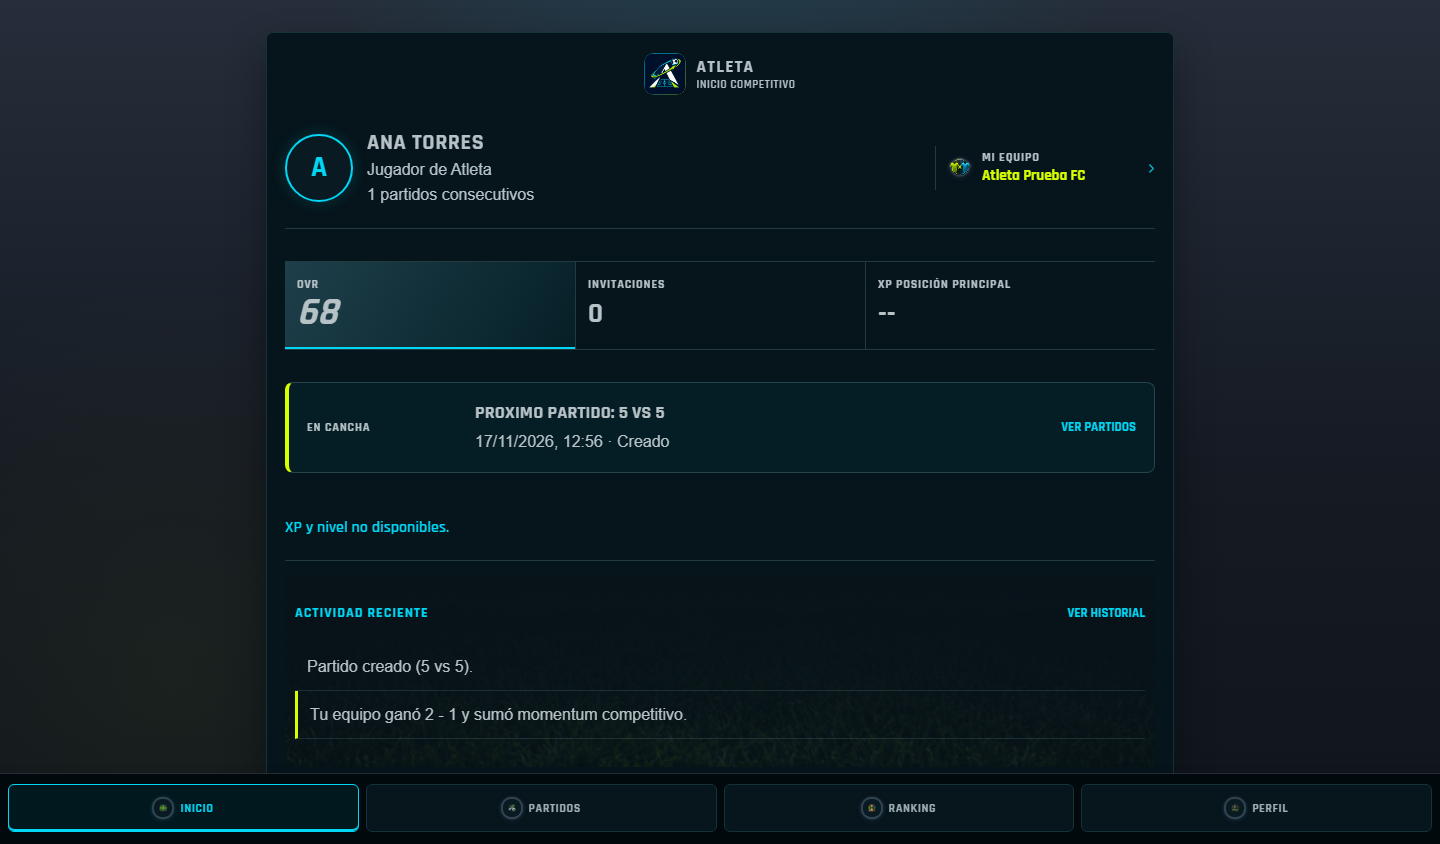 ATLETA
INICIO COMPETITIVO
A
ANA TORRES
Jugador de Atleta
1 partidos consecutivos
MI EQUIPO
Atleta Prueba FC
OVR
68
INVITACIONES
0
XP POSICIÓN PRINCIPAL
--
EN CANCHA
PROXIMO PARTIDO: 5 VS 5
17/11/2026, 12:56 · Creado
VER PARTIDOS
XP y nivel no disponibles.
ACTIVIDAD RECIENTE
VER HISTORIAL
Partido creado (5 vs 5).
Tu equipo ganó 2 - 1 y sumó momentum competitivo.
INICIO
PARTIDOS
RANKING
PERFIL